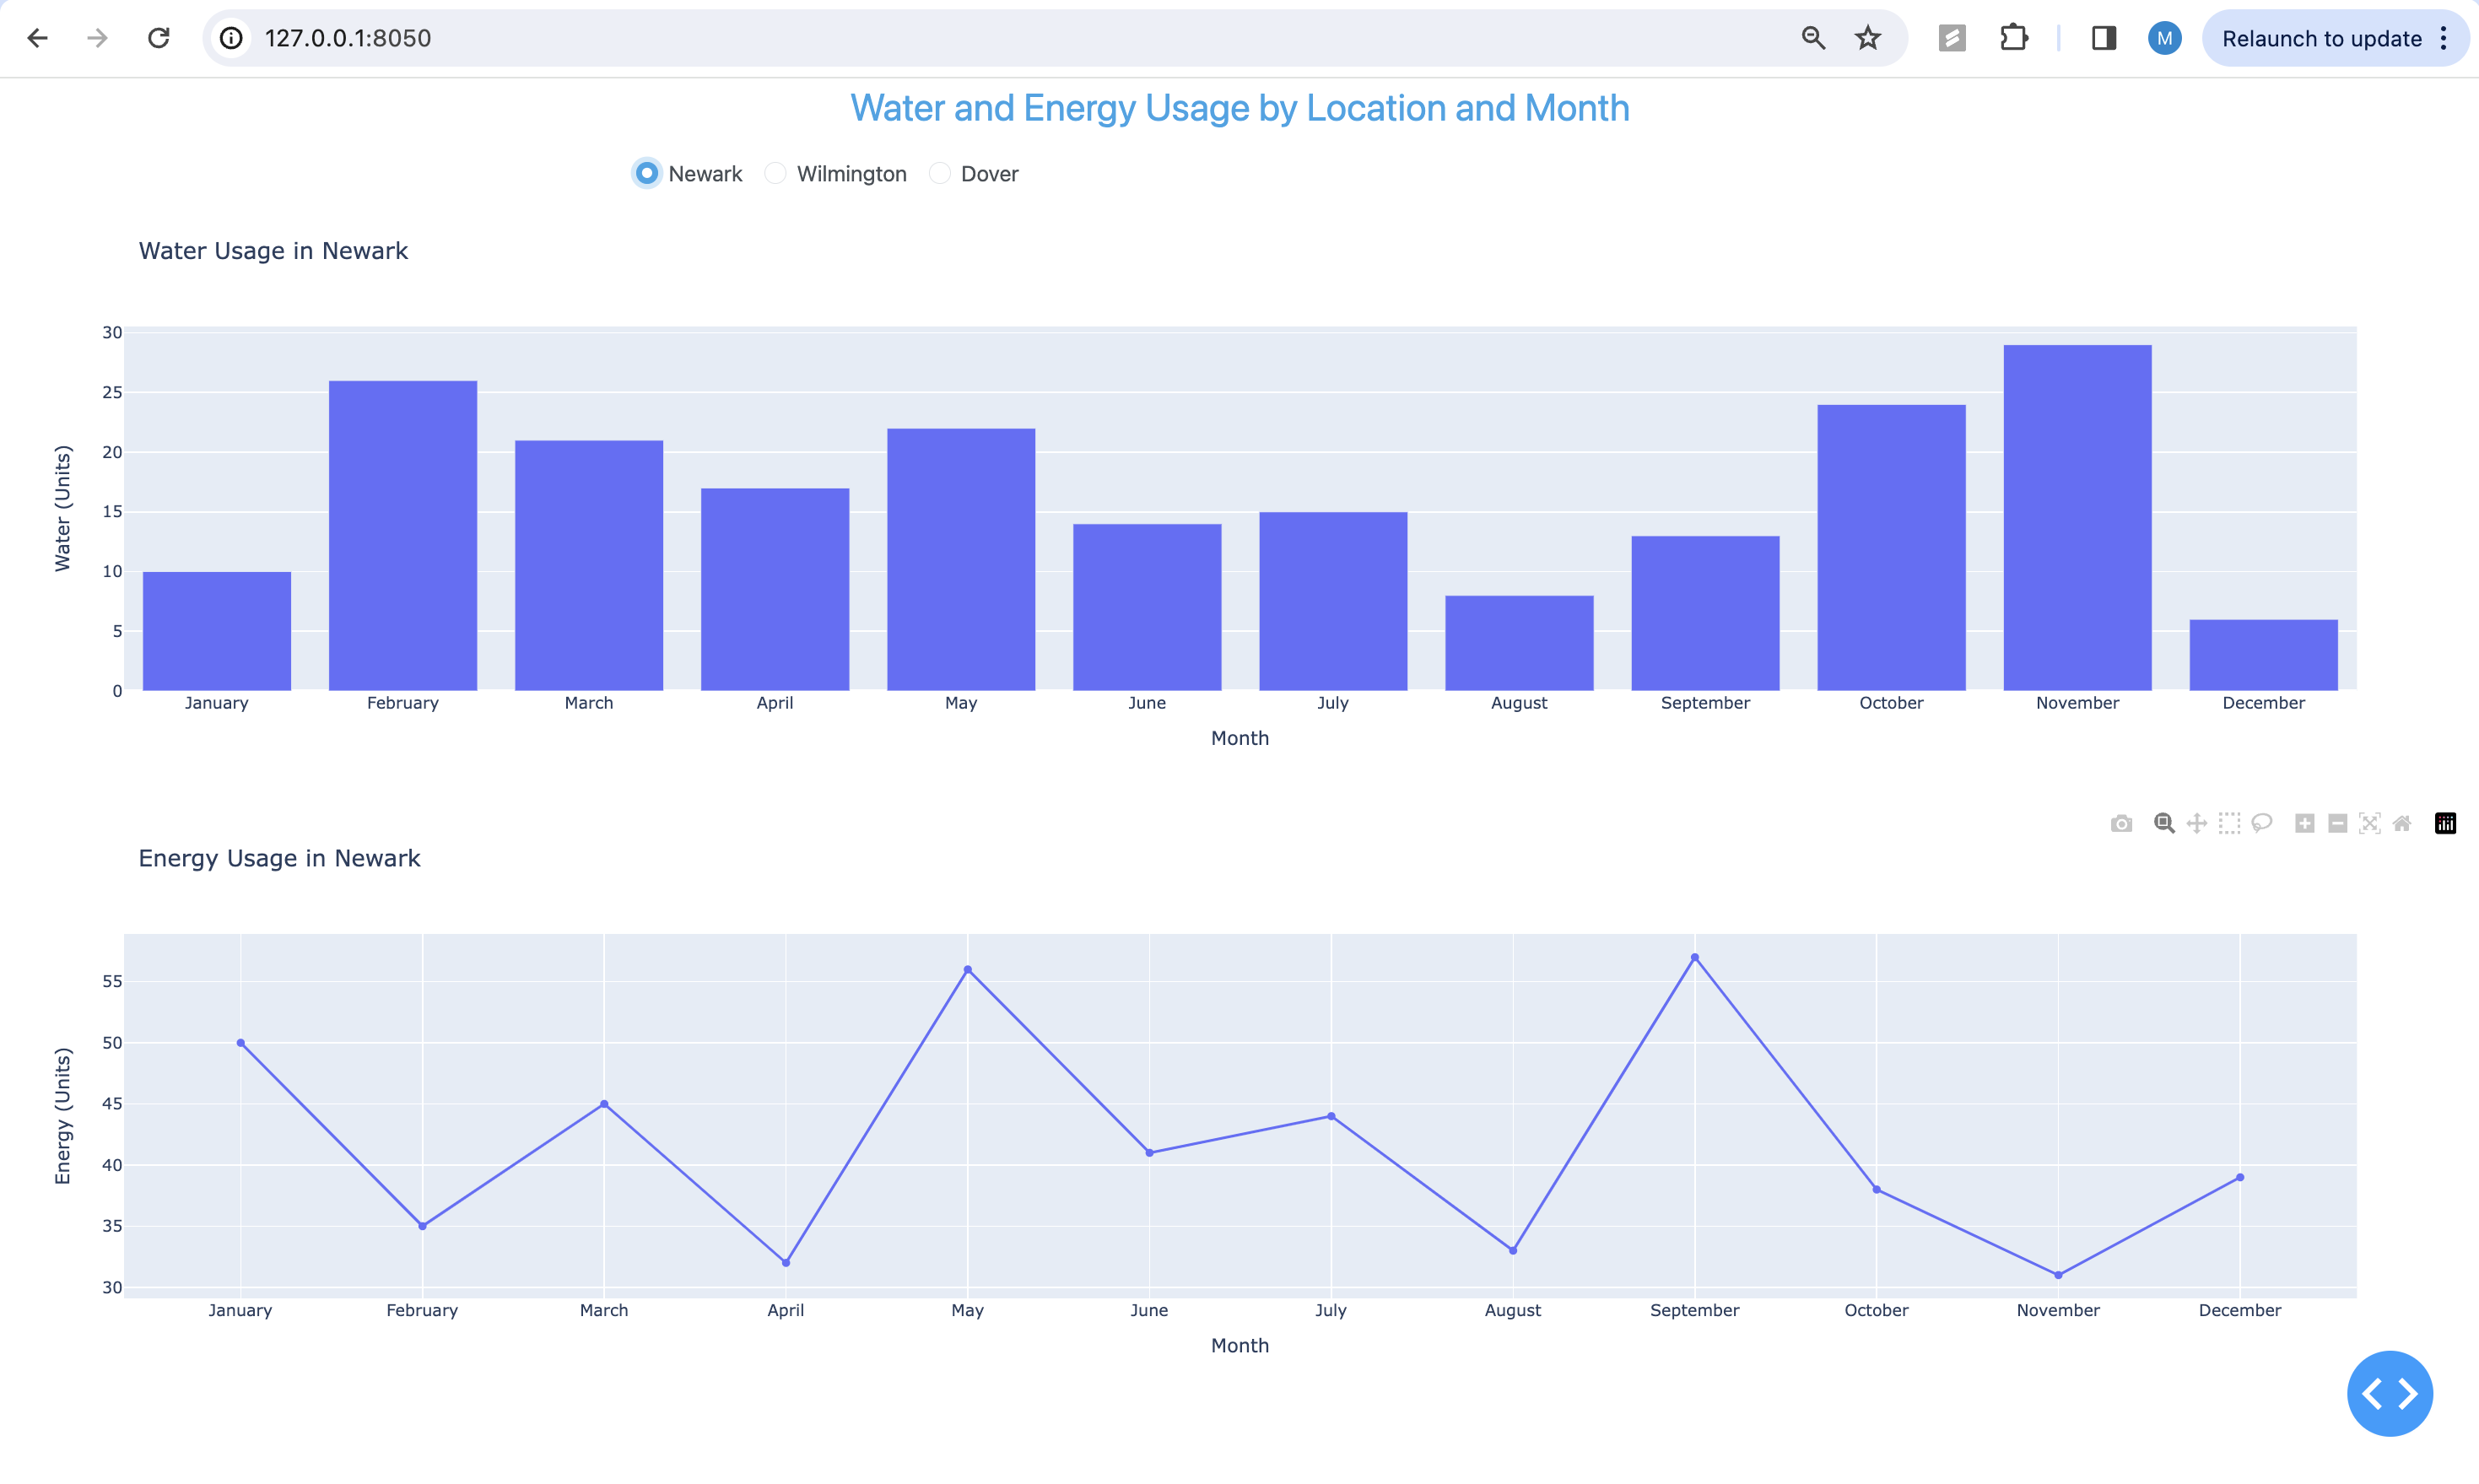 127.0.0.1:8050
M
Relaunch to update
Water and Energy Usage by Location and Month
Newark Wilmington Dover
Water Usage in Newark
30
25
20
15
10
5
0
Water (Units)
January February March April May June July August September October November December
Month
Energy Usage in Newark
55
50
45
40
35
30
Energy (Units)
January February March April May June July August September October November December
Month